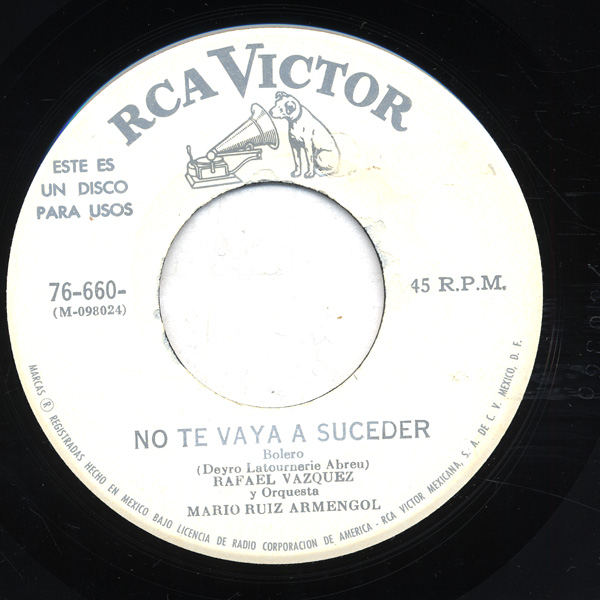 RCA VICTOR
ESTE ES
UN DISCO
PARA USOS
76-660-
(M-098024)
45 R.P.M.
NO TE VAYA A SUCEDER
Bolero
(Deyro Latournerie Abreu)
RAFAEL VAZQUEZ
y Orquesta
MARIO RUIZ ARMENGOL
MARCAS ® REGISTRADAS HECHO EN MEXICO BAJO LICENCIA DE RADIO CORPORACION DE AMERICA - RCA VICTOR MEXICANA, S. A. DE C. V. MEXICO, D. F.